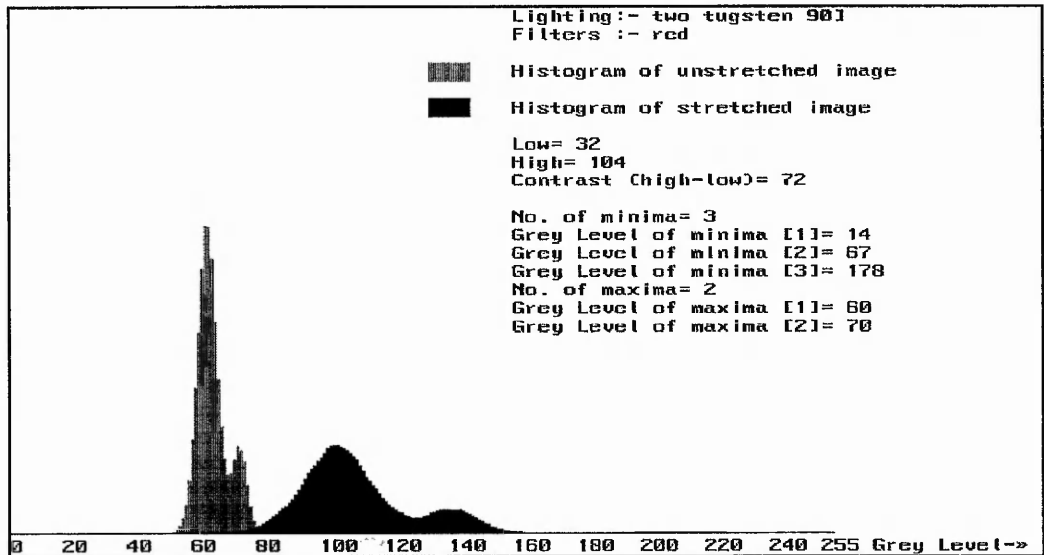 Lighting:- two tugsten 90]
Filters :- red
Histogram of unstretched image
Histogram of stretched image
Low= 32
High= 104
Contrast (high-low)= 72
No. of minima= 3
Grey Level of minima [1]= 14
Grey Level of minima [2]= 67
Grey Level of minima [3]= 178
No. of maxima= 2
Grey Level of maxima [1]= 60
Grey Level of maxima [2]= 70
0 20 40 60 80 100 120 140 160 180 200 220 240 255 Grey Level->>